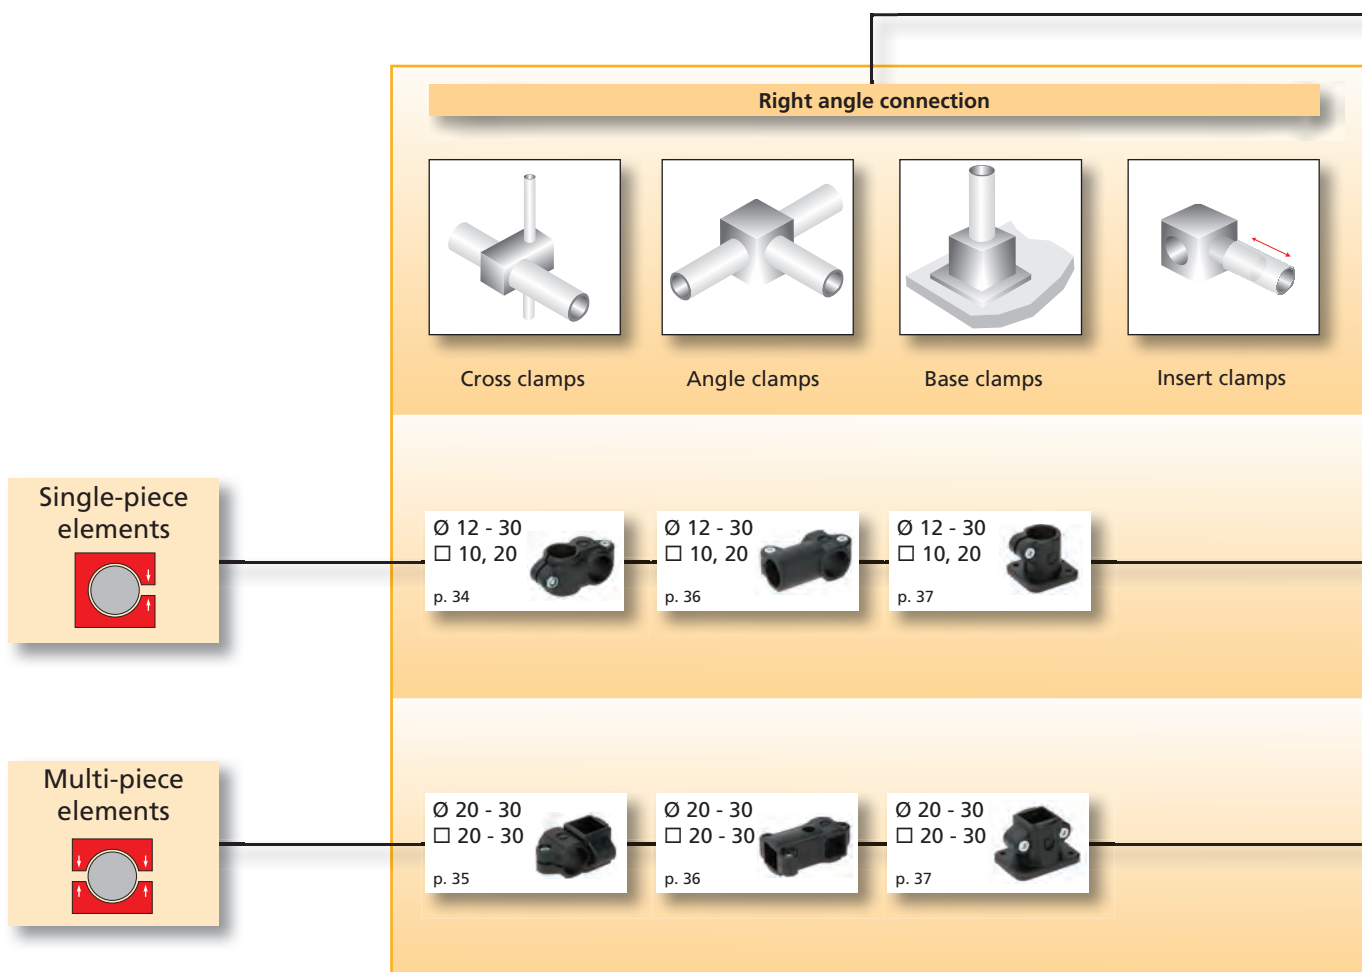 Right angle connection
Cross clamps
Angle clamps
Base clamps
Insert clamps
Single-piece
elements
Ø 12 - 30
□ 10, 20
p. 34
Ø 12 - 30
□ 10, 20
p. 36
Ø 12 - 30
□ 10, 20
p. 37
Multi-piece
elements
Ø 20 - 30
□ 20 - 30
p. 35
Ø 20 - 30
□ 20 - 30
p. 36
Ø 20 - 30
□ 20 - 30
p. 37